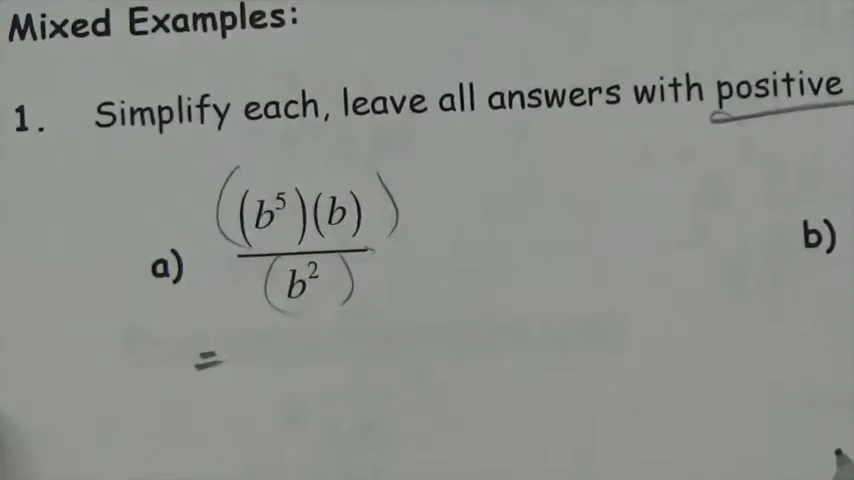 Mixed Examples:
1. Simplify each, leave all answers with positive
a) ((b⁵)(b)) / (b²)
b)
=